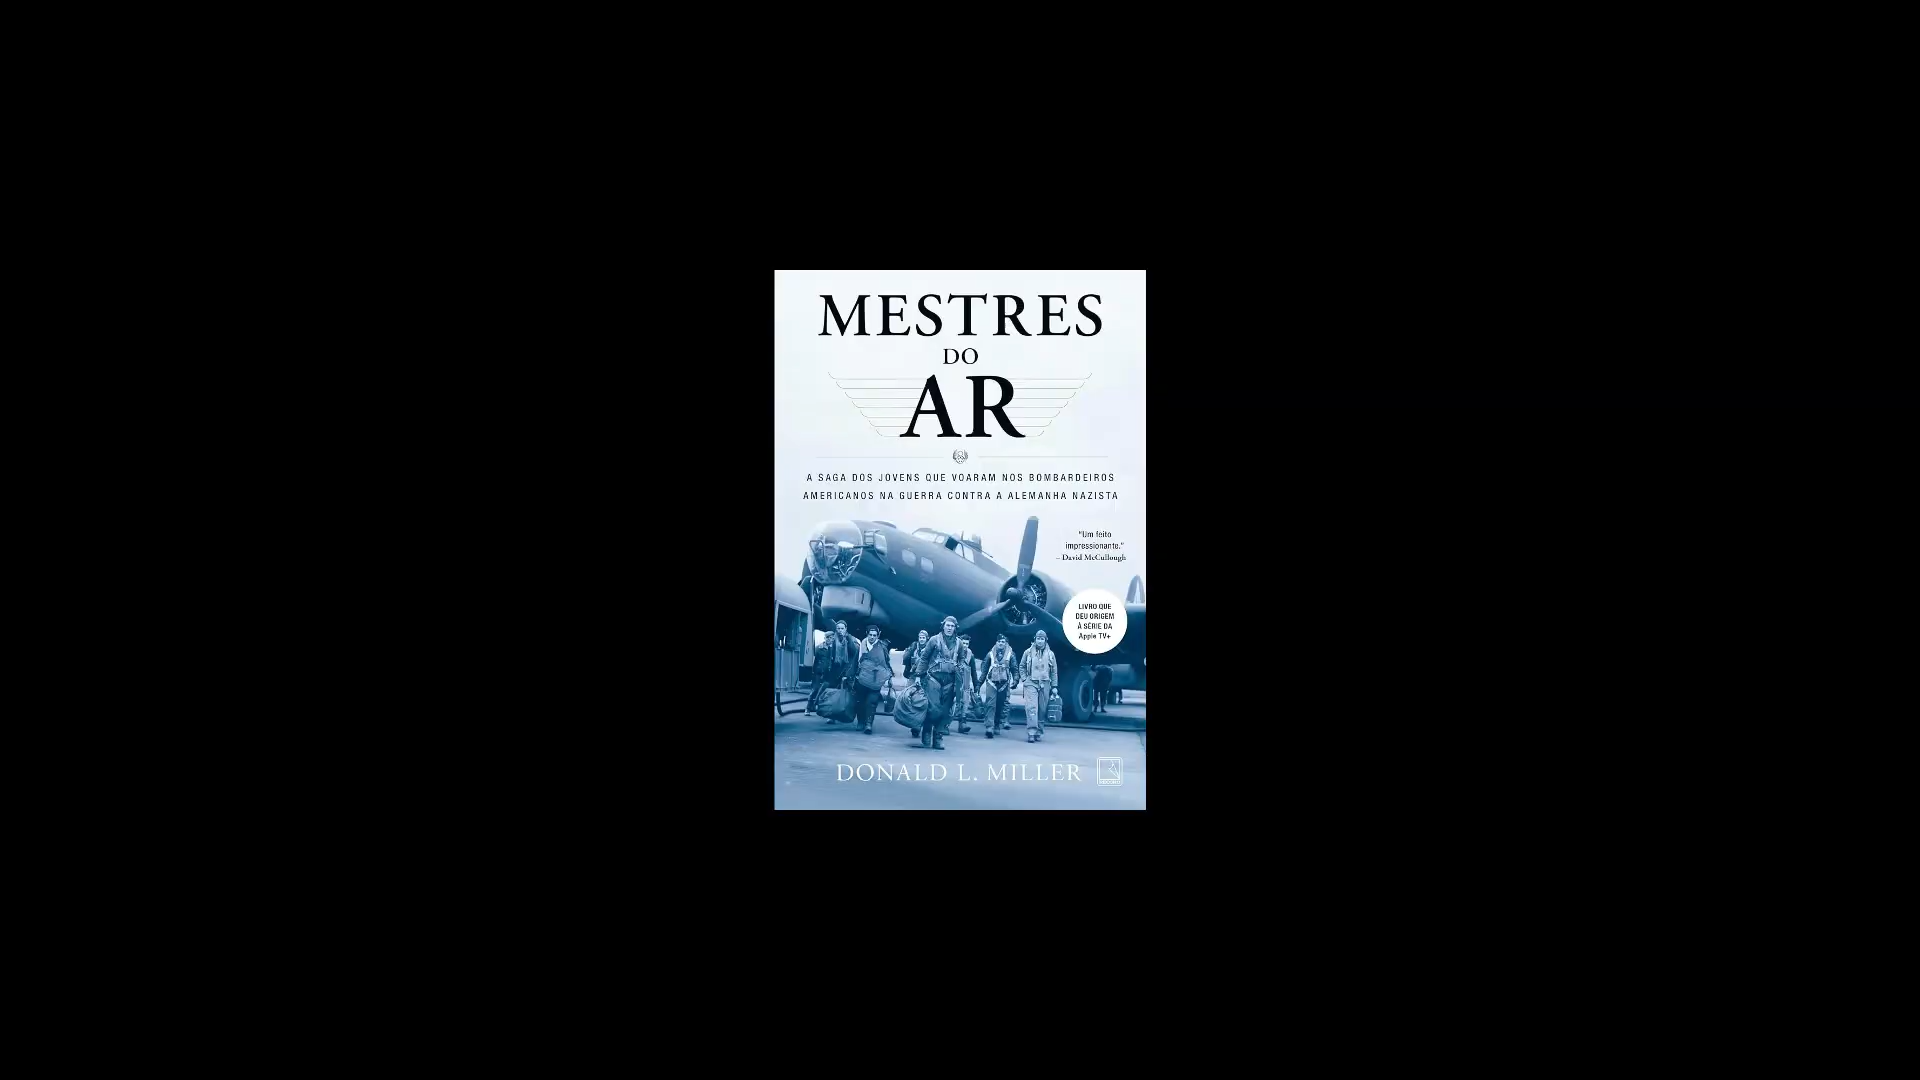 MESTRES
DO
AR
A SAGA DOS JOVENS QUE VOARAM NOS BOMBARDEIROS
AMERICANOS NA GUERRA CONTRA A ALEMANHA NAZISTA
"Um feito
impressionante."
– David McCullough
LIVRO QUE
DEU ORIGEM
À SÉRIE DA
Apple TV+
DONALD L. MILLER
RECORD